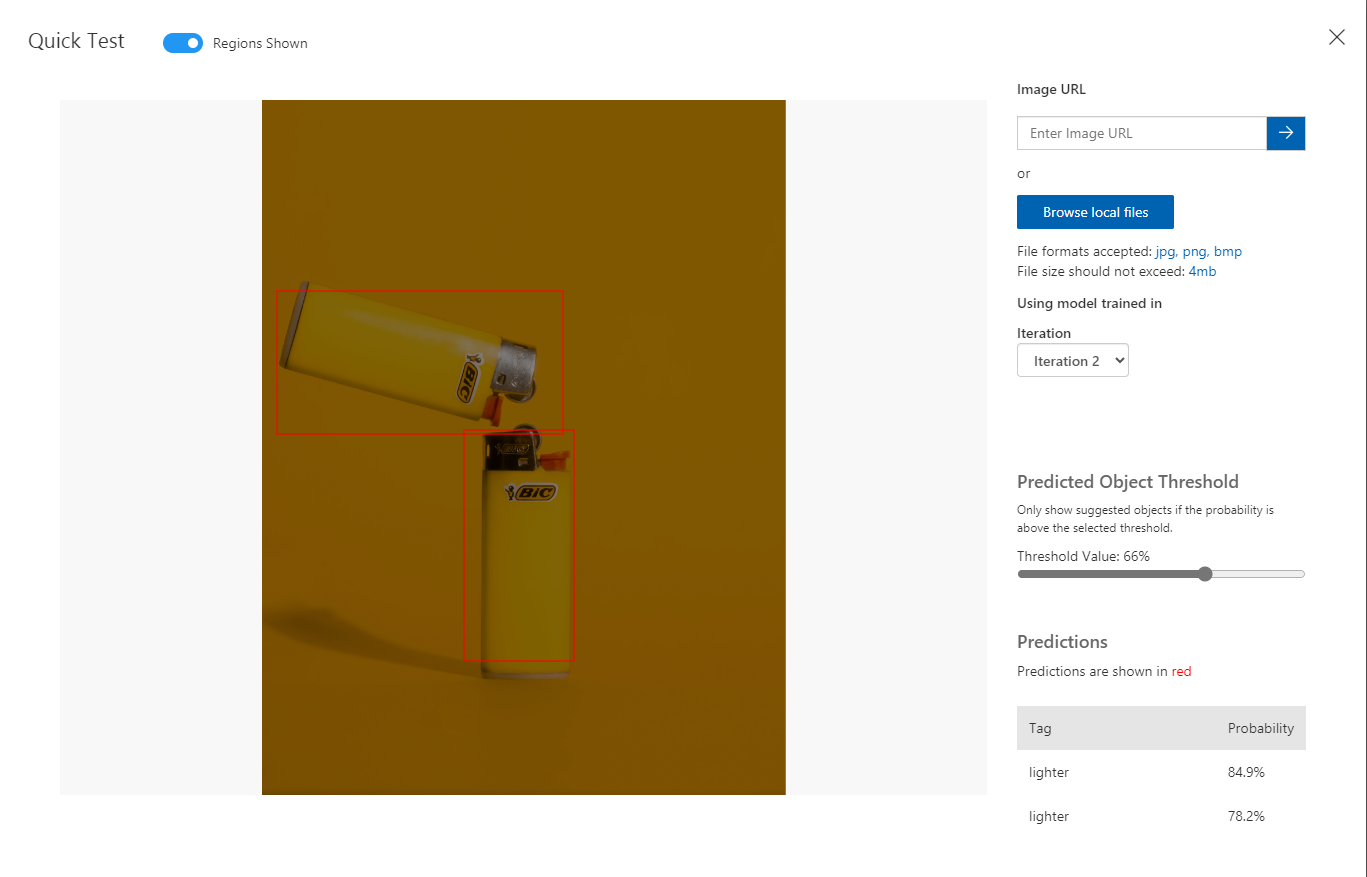 Quick Test
Regions Shown
Image URL
Enter Image URL
or
Browse local files
File formats accepted: jpg, png, bmp
File size should not exceed: 4mb
Using model trained in
Iteration
Iteration 2
BIC
BIC
Predicted Object Threshold
Only show suggested objects if the probability is
above the selected threshold.
Threshold Value: 66%
Predictions
Predictions are shown in red
Tag Probability
lighter 84.9%
lighter 78.2%